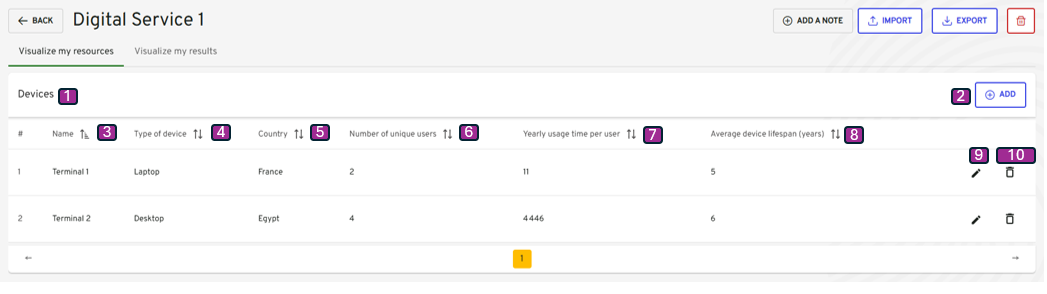 ← BACK Digital Service 1 ADD A NOTE IMPORT EXPORT
Visualize my resources Visualize my results
Devices 1 2 ADD
# Name 3 Type of device 4 Country 5 Number of unique users 6 Yearly usage time per user 7 Average device lifespan (years) 8
9 10
1 Terminal 1 Laptop France 2 11 5
2 Terminal 2 Desktop Egypt 4 4446 6
← 1 →